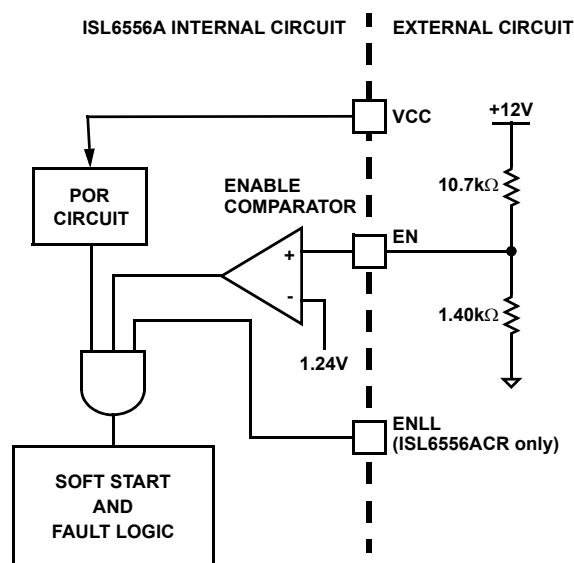 ISL6556A INTERNAL CIRCUIT
EXTERNAL CIRCUIT
VCC
+12V
POR
CIRCUIT
ENABLE
COMPARATOR
10.7kΩ
+
EN
-
1.24V
1.40kΩ
ENLL
(ISL6556ACR only)
SOFT START
AND
FAULT LOGIC